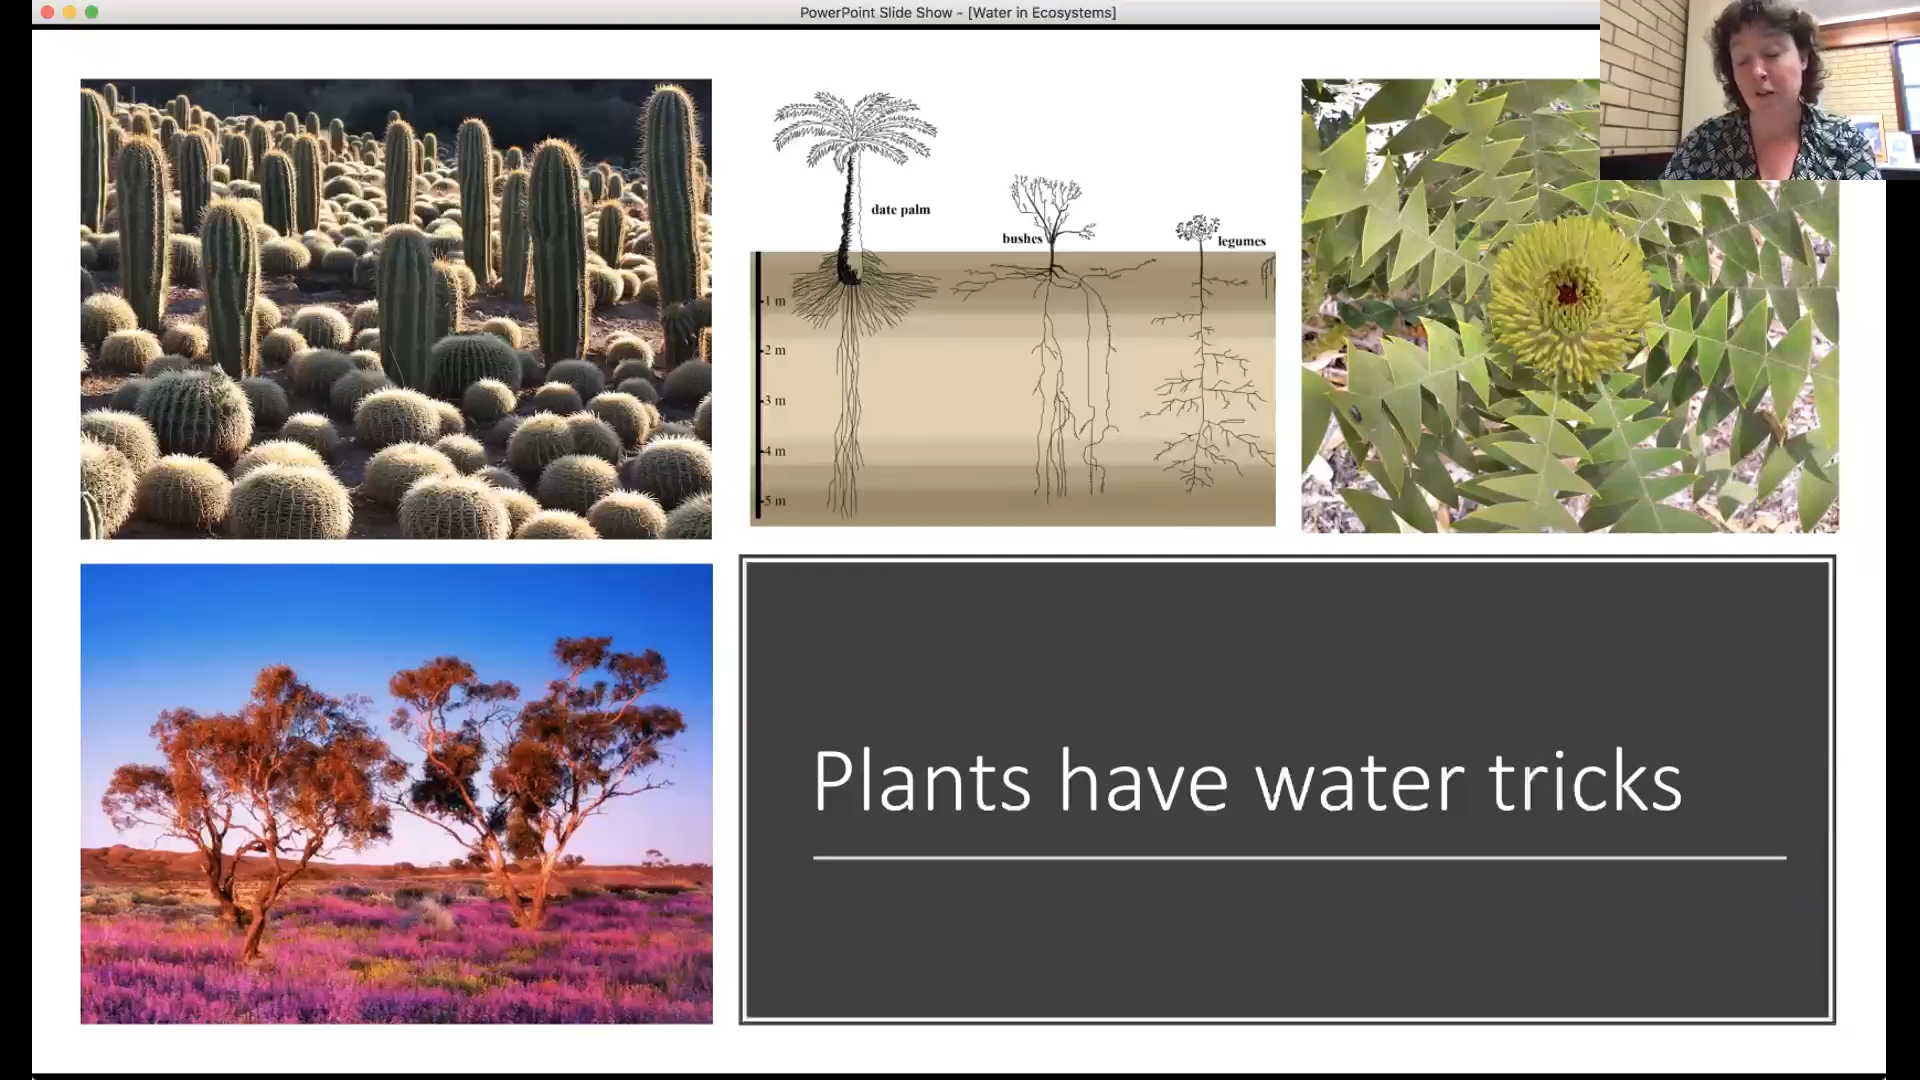 PowerPoint Slide Show - [Water in Ecosystems]
date palm
bushes
legumes
1 m
2 m
3 m
4 m
5 m
Plants have water tricks